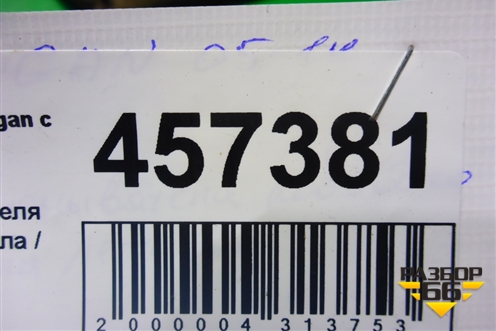 gan c
457381
еля
ла /
2 000004 313753
РАЗБОР
66